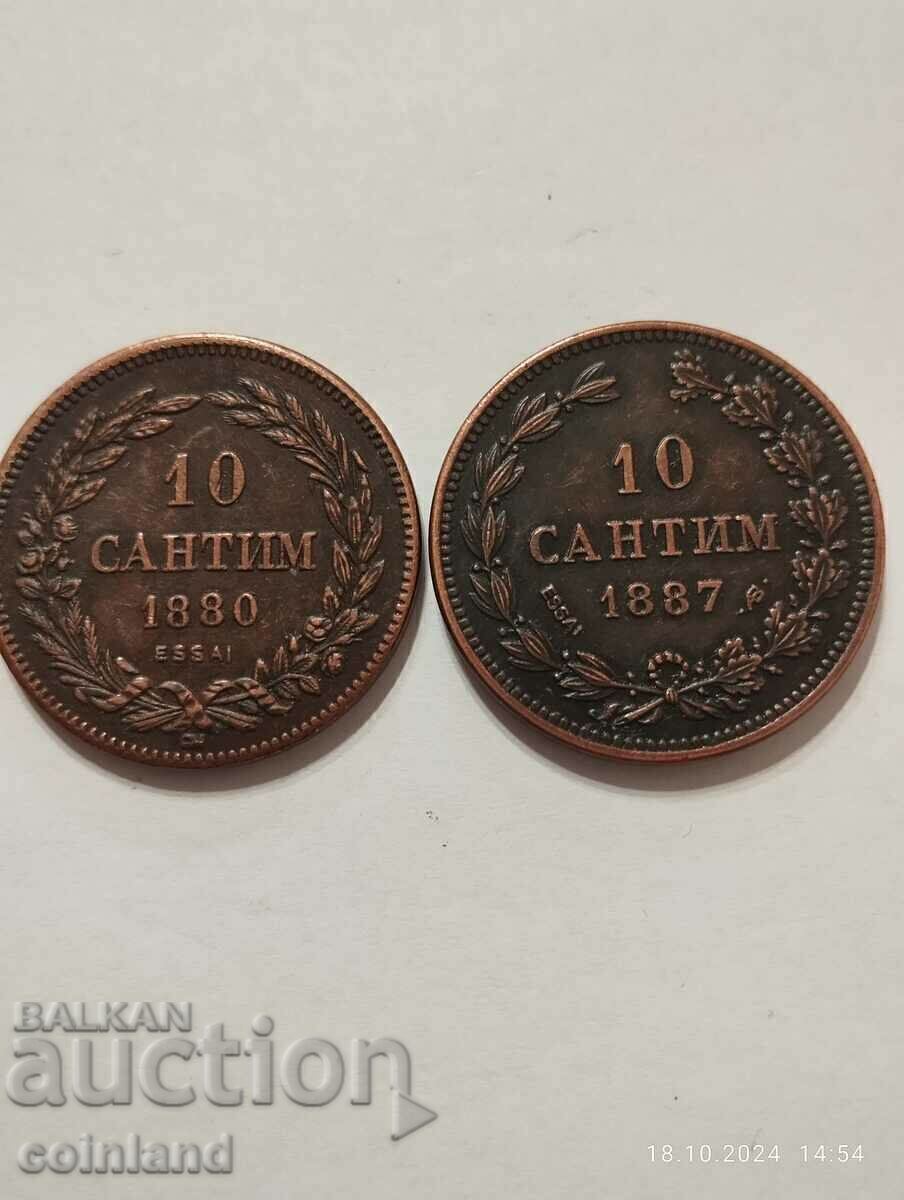 10
САНТИМ
1880
ESSAI
10
САНТИМ
1887
ESSAI
BALKAN
auction
coinland
18.10.2024 14:54